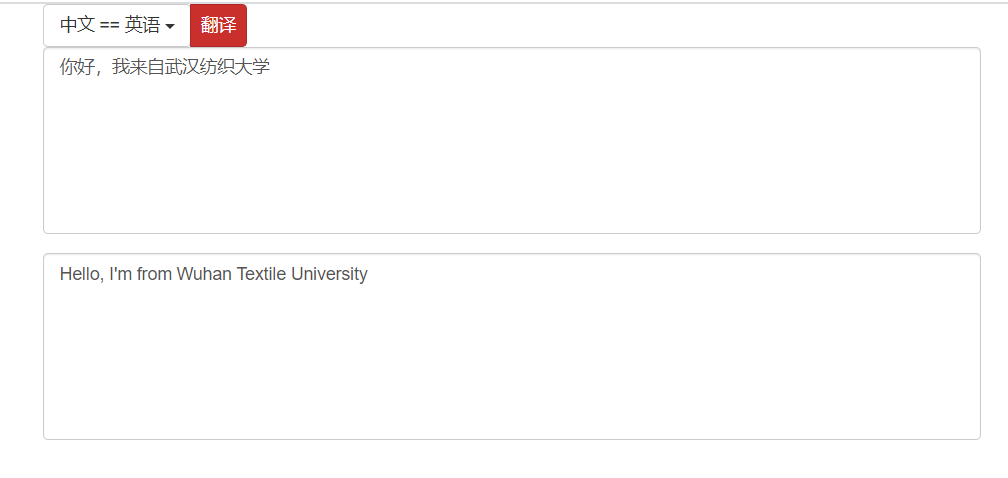 中文 == 英语 翻译
你好，我来自武汉纺织大学
Hello, I'm from Wuhan Textile University